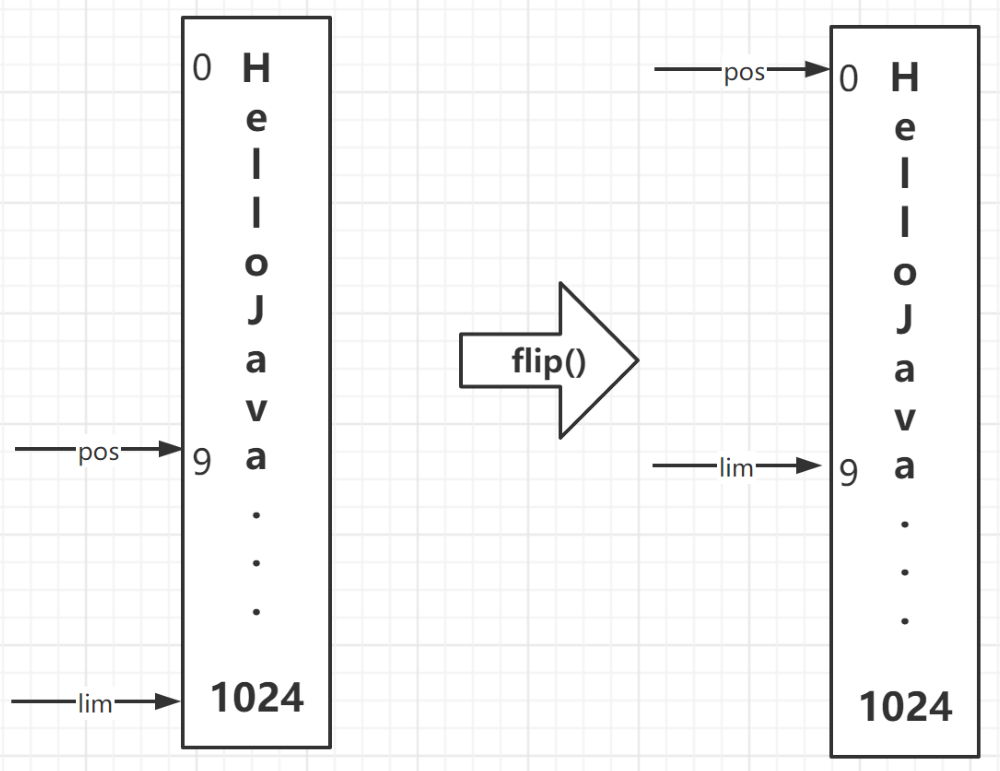 0 H
e
l
l
o
J
a
v
pos 9 a
.
.
.
lim 1024
flip()
pos 0 H
e
l
l
o
J
a
v
lim 9 a
.
.
.
1024